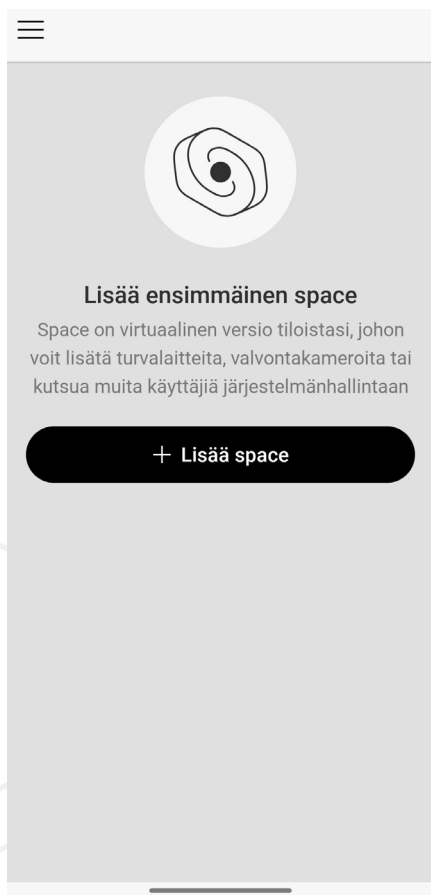 Lisää ensimmäinen space
Space on virtuaalinen versio tiloistasi, johon
voit lisätä turvalaitteita, valvontakameroita tai
kutsua muita käyttäjiä järjestelmänhallintaan
+ Lisää space